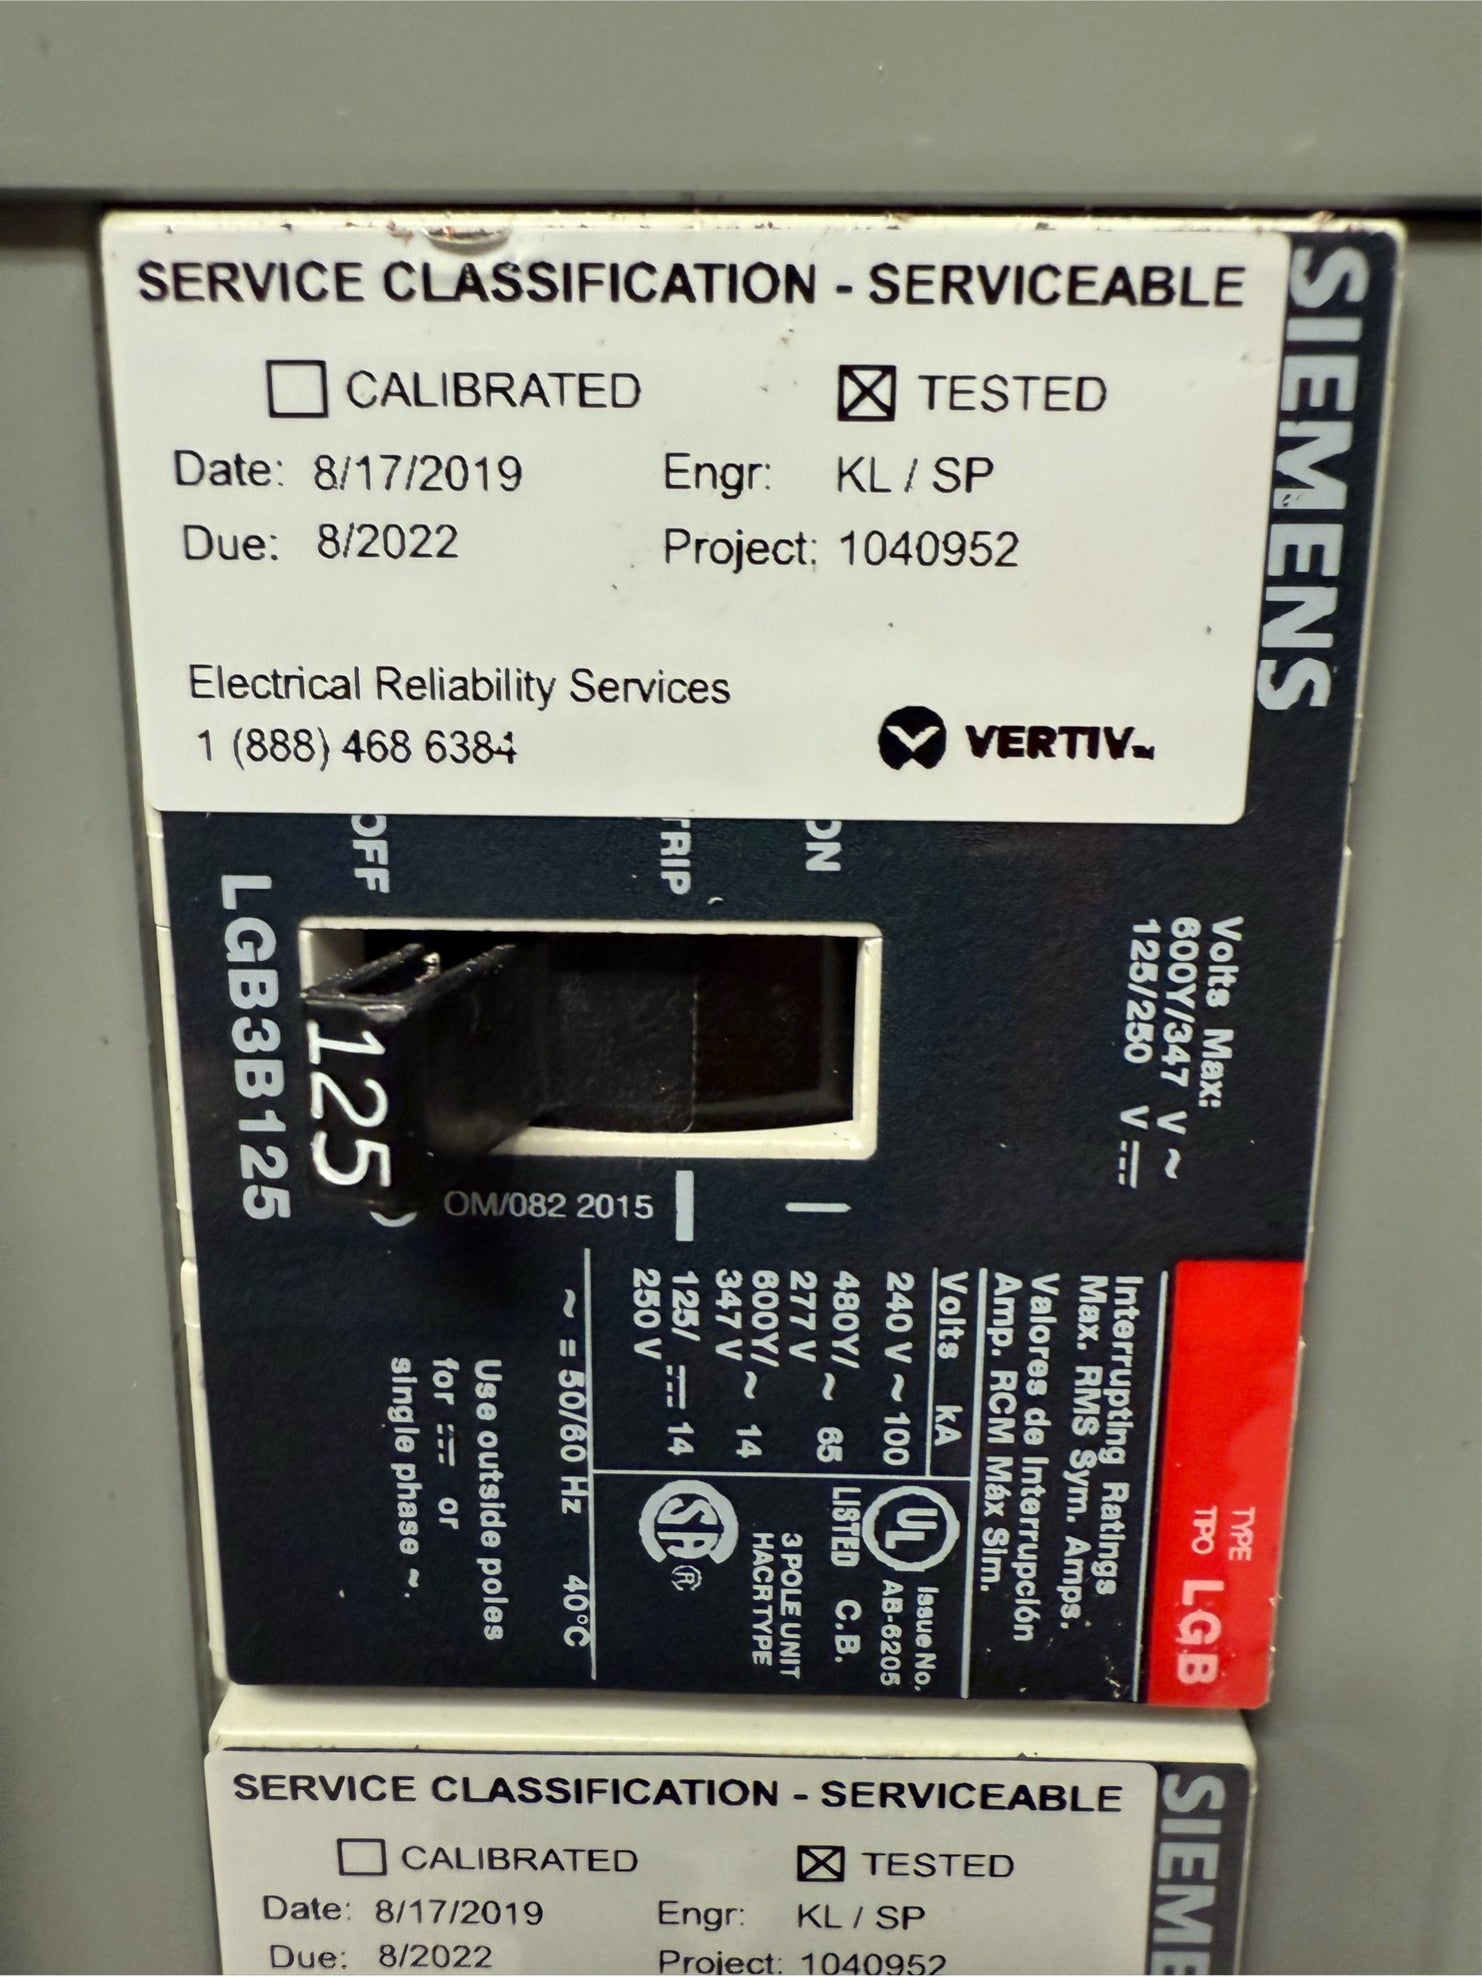 SERVICE CLASSIFICATION - SERVICEABLE
CALIBRATED
TESTED
Date: 8/17/2019
Engr: KL / SP
Due: 8/2022
Project: 1040952
Electrical Reliability Services
1 (888) 468 6384
VERTIV™
SIEMENS
OFF
TRIP
ON
LGB3B125
125
OM/082 2015
Volts Max:
600Y/347 V ~
125/250 V
TYPE
TIPO LGB
Interrupting Ratings
Max. RMS Sym. Amps.
Valores de Interrupción
Amp. RCM Máx Sim.
Volts kA
240 V ~ 100
480Y/ ~ 65
277 V
600Y/ ~ 14
347 V
125/ ⎓ 14
250 V
UL
Issue No.
AB-6205
LISTED C.B.
3 POLE UNIT
HACR TYPE
SA ®
~ = 50/60 Hz 40°C
Use outside poles
for ⎓ or
single phase ~.
SERVICE CLASSIFICATION - SERVICEABLE
CALIBRATED
TESTED
Date: 8/17/2019
Engr: KL / SP
Due: 8/2022
Project: 1040952
SIEME